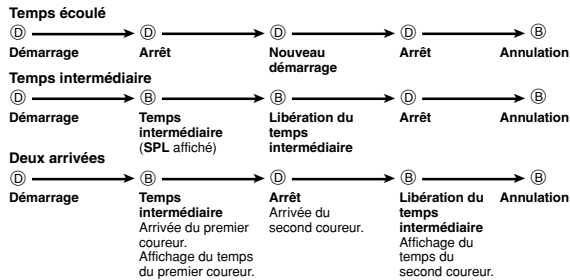 Temps écoulé
Ⓓ Ⓓ Ⓓ Ⓓ Ⓑ
Démarrage Arrêt Nouveau démarrage Arrêt Annulation
Temps intermédiaire
Ⓓ Ⓑ Ⓑ Ⓓ Ⓑ
Démarrage Temps intermédiaire (SPL affiché) Libération du temps intermédiaire Arrêt Annulation
Deux arrivées
Ⓓ Ⓑ Ⓓ Ⓑ Ⓑ
Démarrage
Temps
intermédiaire
Arrivée du premier
coureur.
Affichage du temps
du premier coureur.
Arrêt
Arrivée du
second coureur.
Libération du
temps
intermédiaire
Affichage du
temps du
second coureur.
Annulation